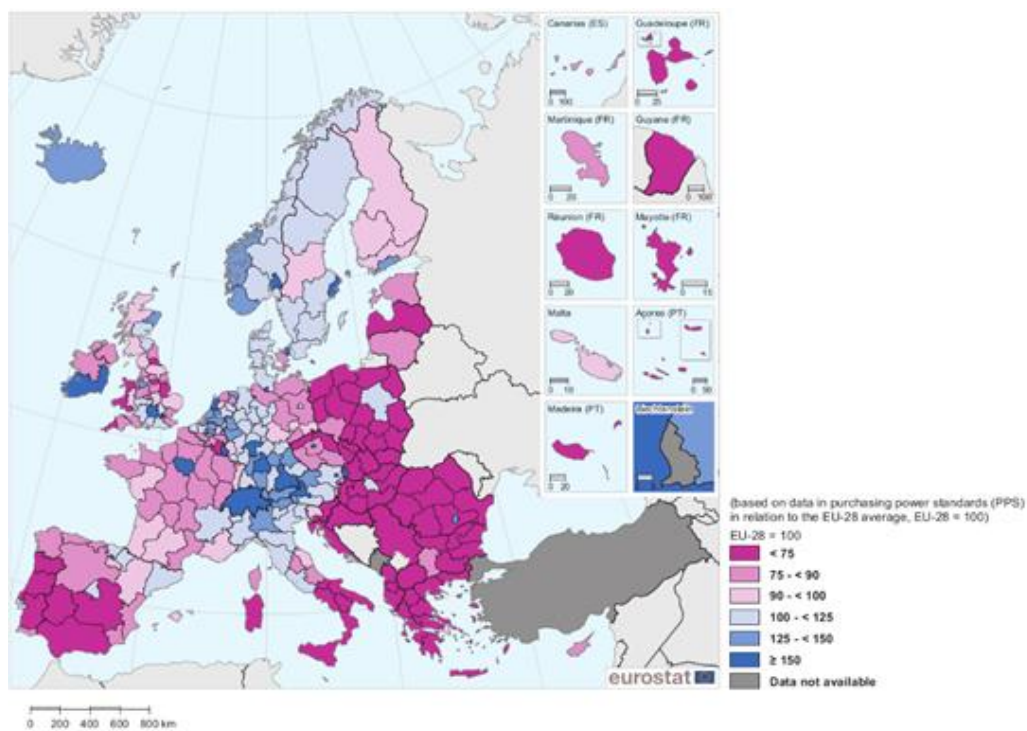 Canarias (ES)
0 100
Guadeloupe (FR)
0 25
Martinique (FR)
0 20
Guyane (FR)
0 100
Réunion (FR)
0 20
Mayotte (FR)
0 15
Malta
0 10
Açores (PT)
0 50
Madeira (PT)
0 20
Liechtenstein
eurostat
(based on data in purchasing power standards (PPS)
in relation to the EU-28 average, EU-28 = 100)
EU-28 = 100
< 75
75 - < 90
90 - < 100
100 - < 125
125 - < 150
≥ 150
Data not available
0 200 400 600 800 km